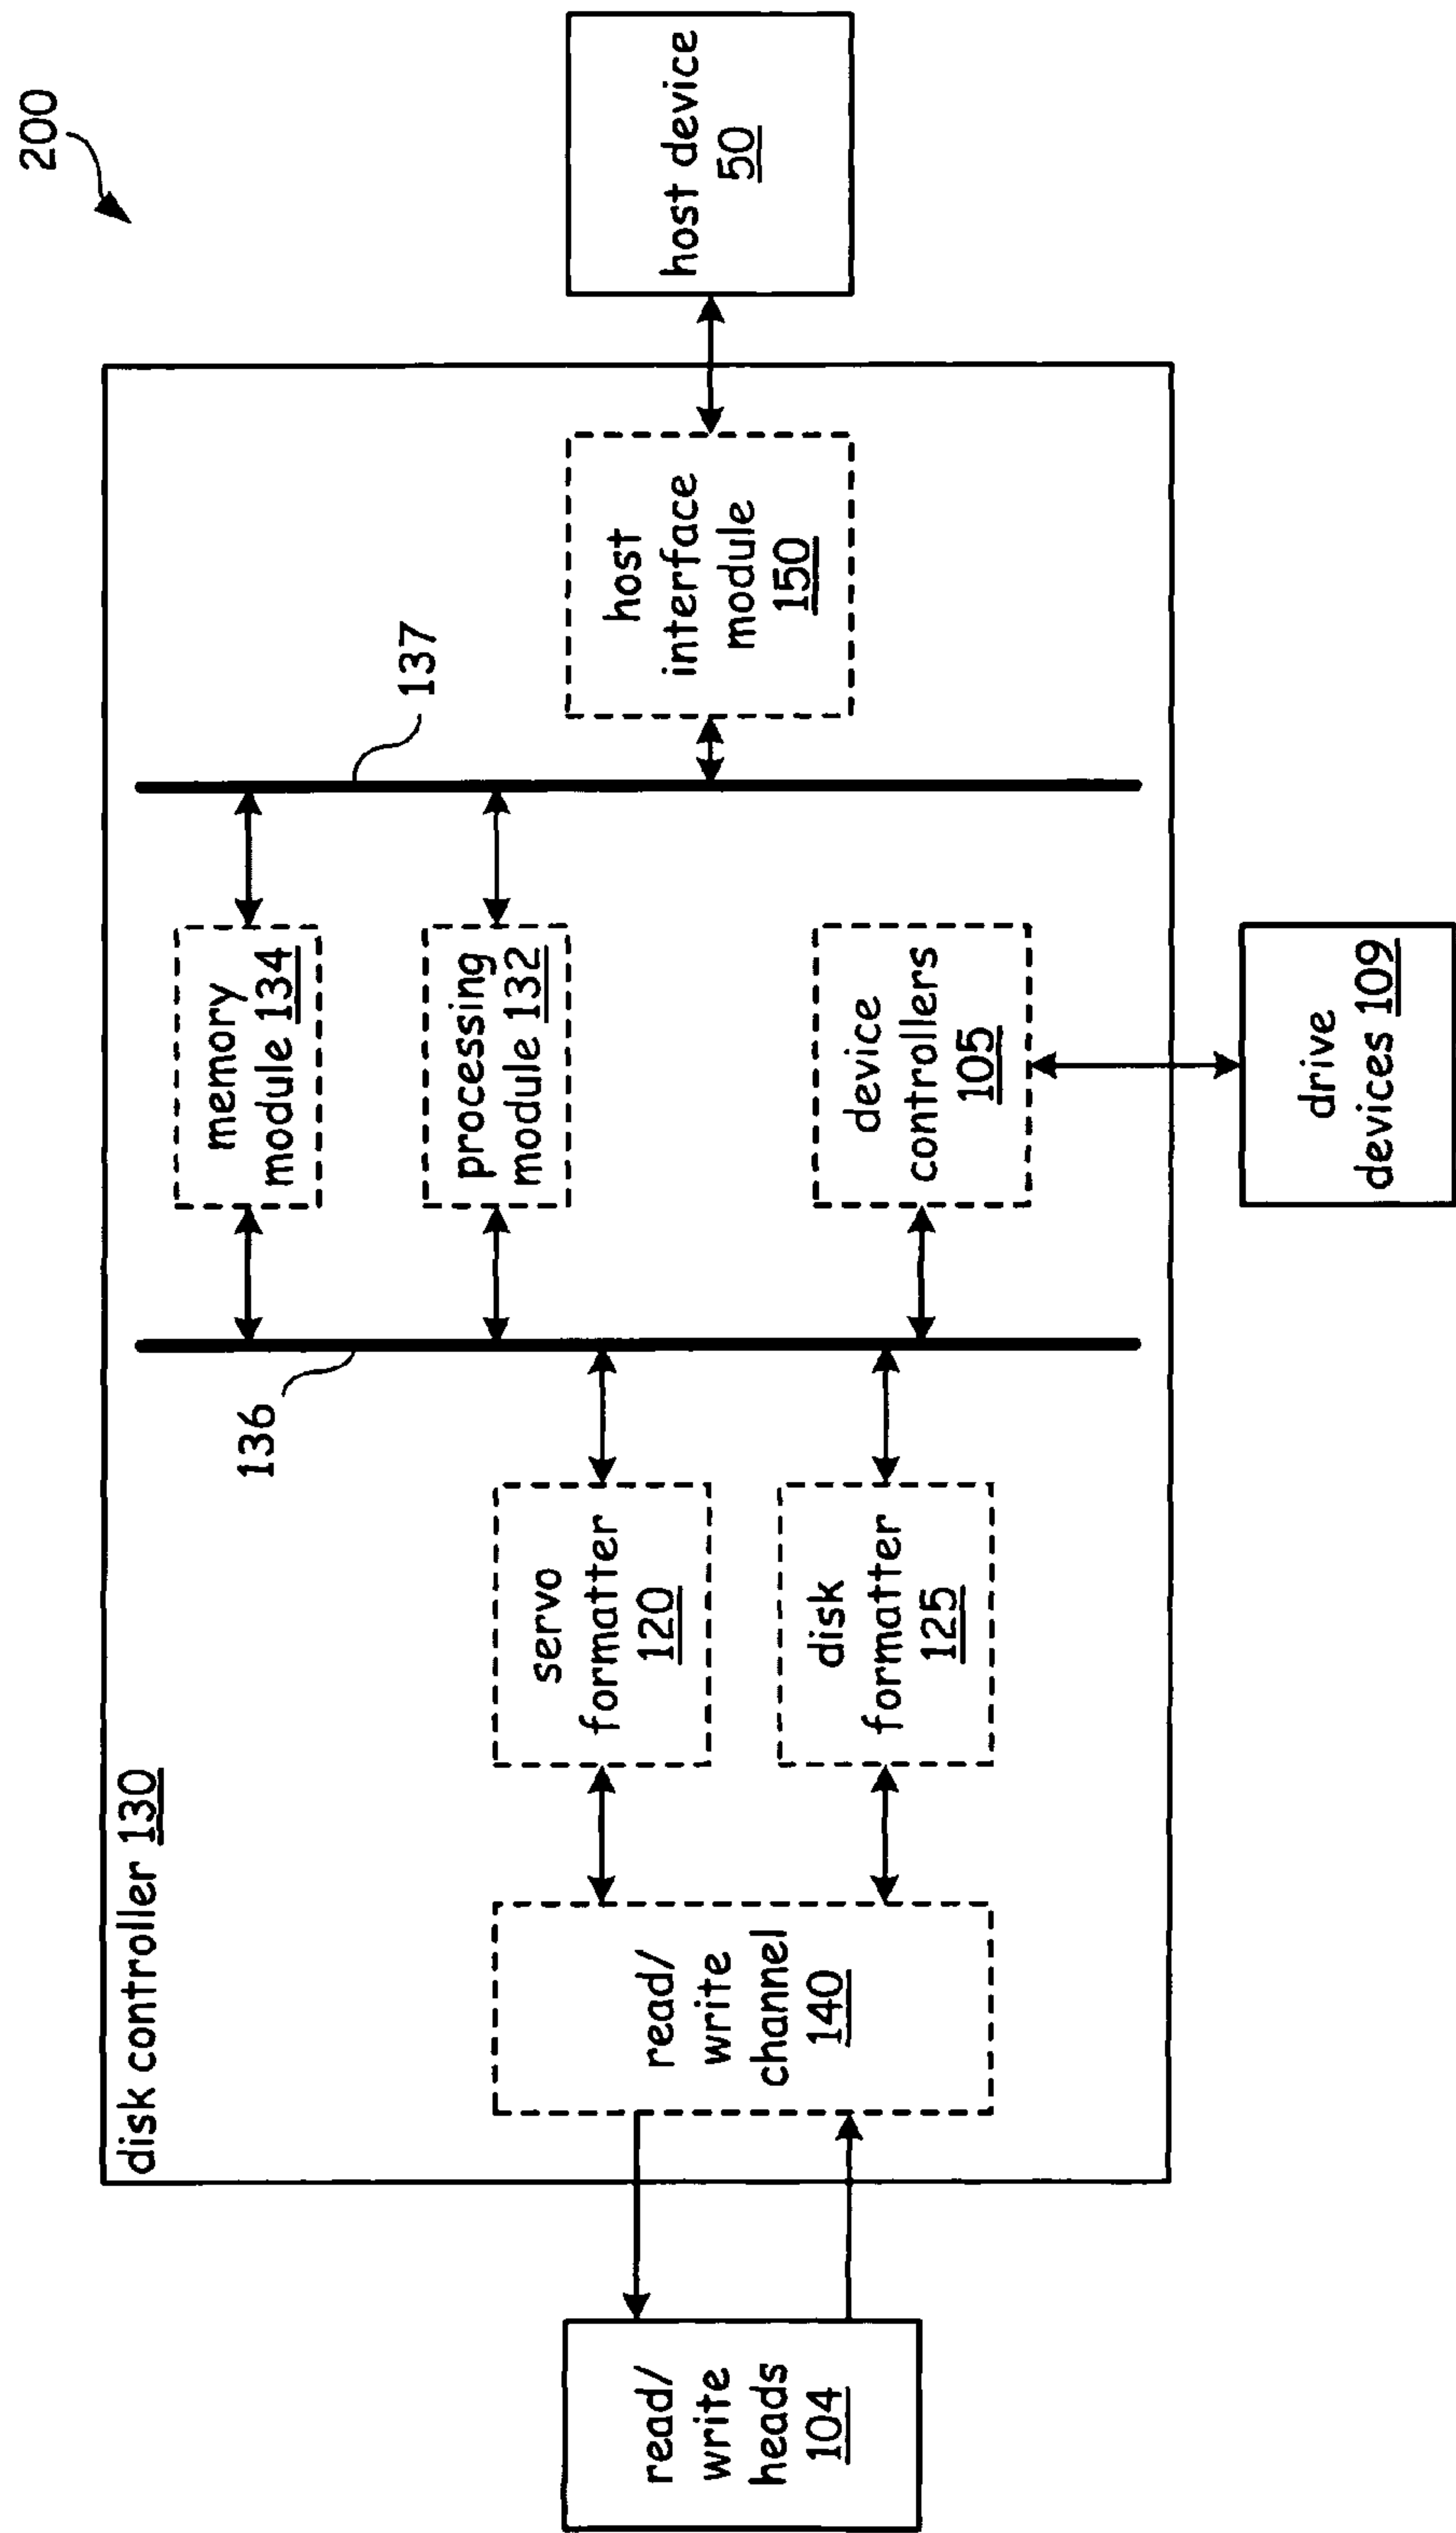 200
disk controller 130
memory
module 134
processing
module 132
136
137
read/
write
heads
104
read/
write
channel
140
servo
formatter
120
disk
formatter
125
device
controllers
105
host
interface
module
150
host device
50
drive
devices 109